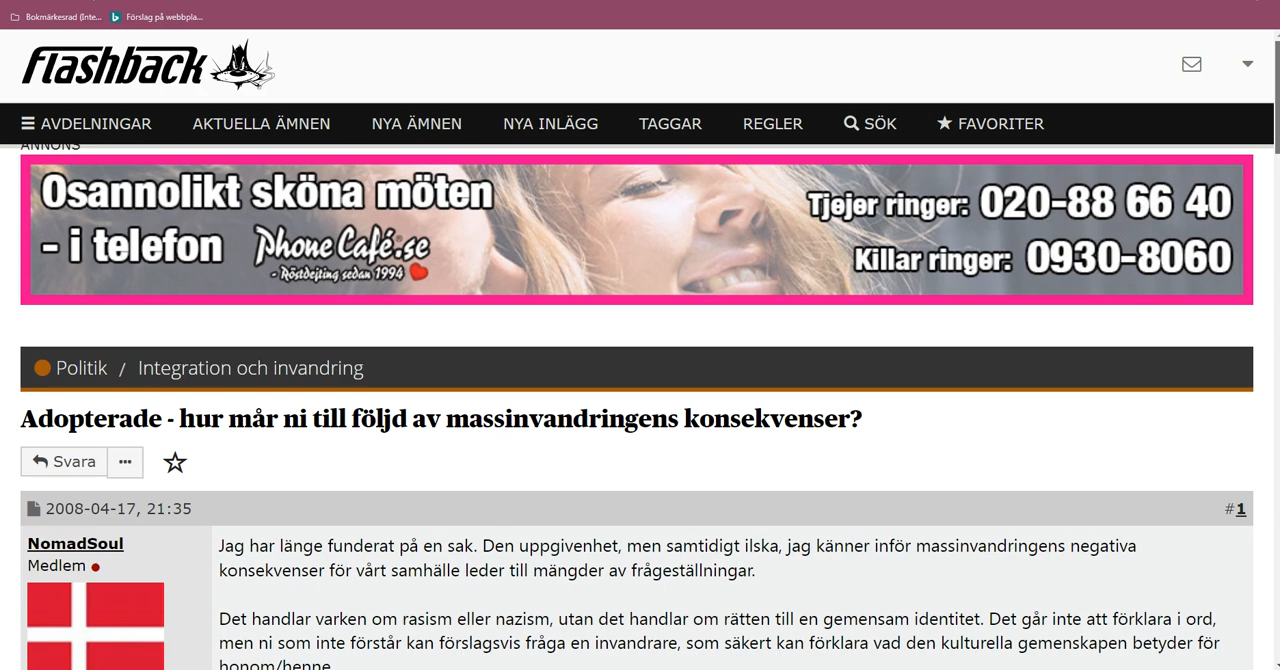 Bokmärkesrad (Inte...
Förslag på webbpla...
flashback
AVDELNINGAR
AKTUELLA ÄMNEN
NYA ÄMNEN
NYA INLÄGG
TAGGAR
REGLER
SÖK
FAVORITER
ANNONS
Osannolikt sköna möten
- i telefon
PhoneCafé.se
- Röstdejting sedan 1994
Tjejer ringer: 020-88 66 40
Killar ringer: 0930-8060
Politik / Integration och invandring
Adopterade - hur mår ni till följd av massinvandringens konsekvenser?
Svara
2008-04-17, 21:35
#1
NomadSoul
Medlem
Jag har länge funderat på en sak. Den uppgivenhet, men samtidigt ilska, jag känner inför massinvandringens negativa
konsekvenser för vårt samhälle leder till mängder av frågeställningar.
Det handlar varken om rasism eller nazism, utan det handlar om rätten till en gemensam identitet. Det går inte att förklara i ord,
men ni som inte förstår kan förslagsvis fråga en invandrare, som säkert kan förklara vad den kulturella gemenskapen betyder för
honom/henne.